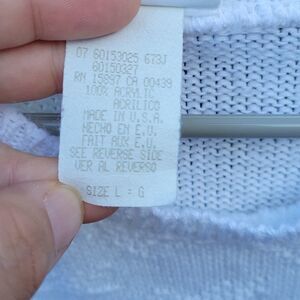 07 60153025 673J
60150327
RN 15897 CA 00439
100% ACRYLIC
ACRILICO
MADE IN U.S.A.
HECHO EN E.U.
FAIT AUX E.U.
SEE REVERSE SIDE
VER AL REVERSO
SIZE L = G